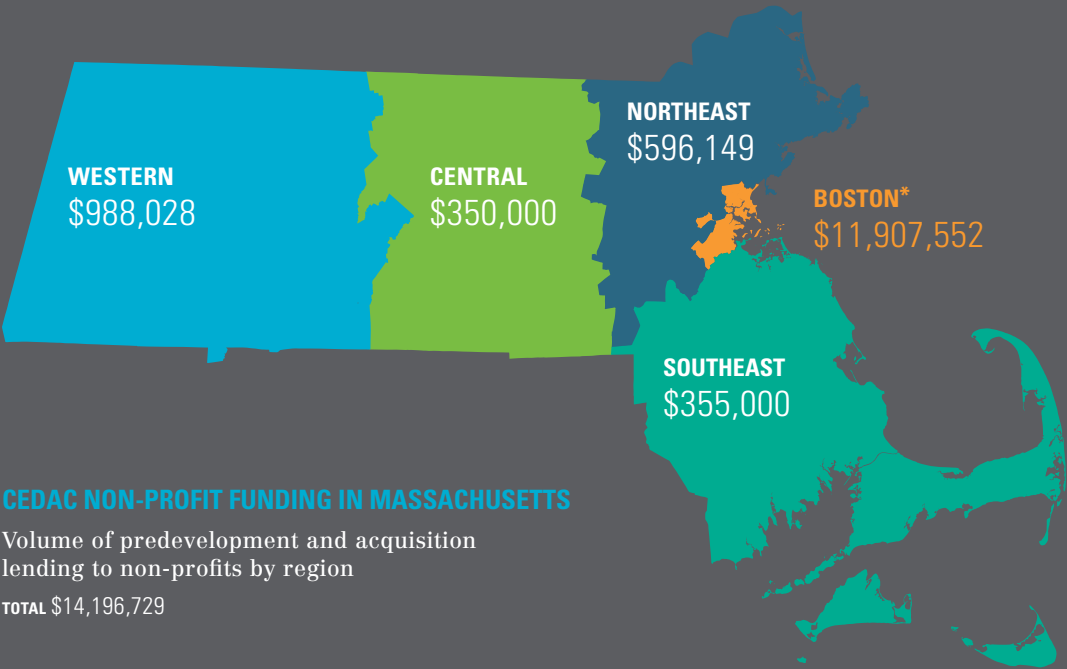 NORTHEAST
$596,149
WESTERN
$988,028
CENTRAL
$350,000
BOSTON*
$11,907,552
SOUTHEAST
$355,000
CEDAC NON-PROFIT FUNDING IN MASSACHUSETTS
Volume of predevelopment and acquisition
lending to non-profits by region
TOTAL $14,196,729